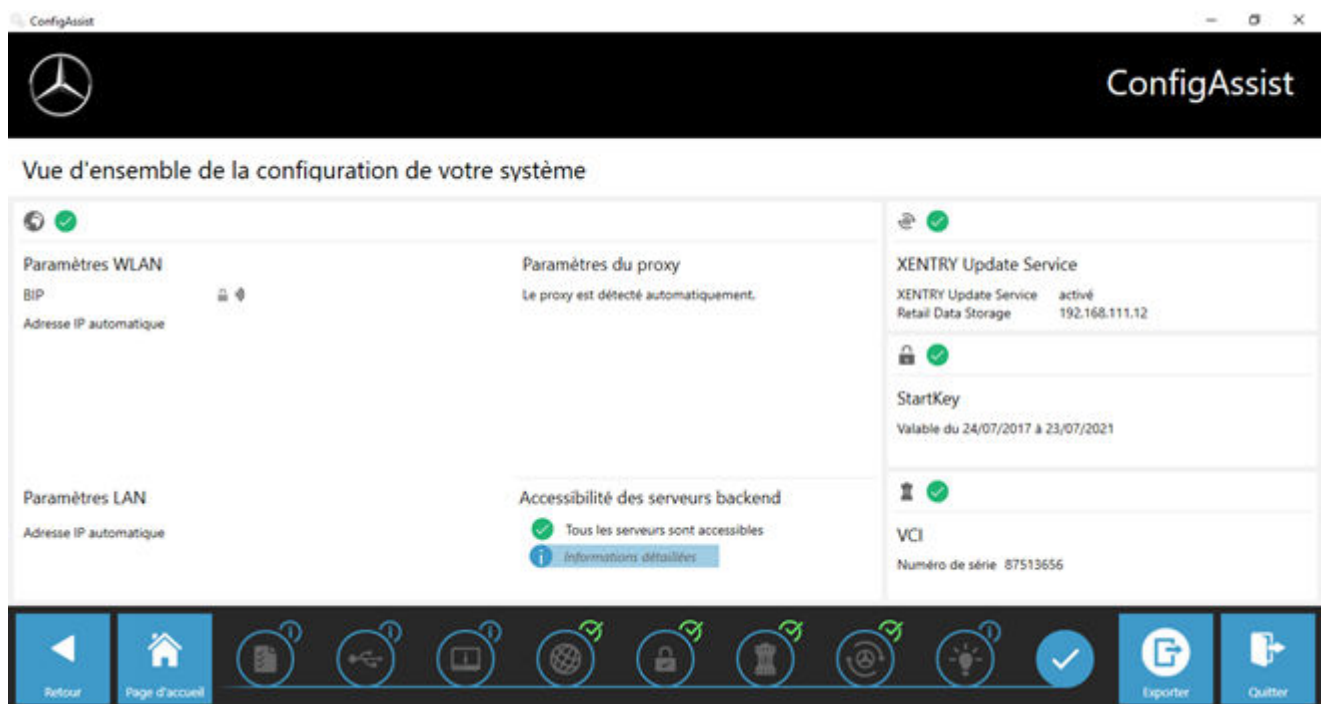 ConfigAssist
ConfigAssist
Vue d'ensemble de la configuration de votre système
Paramètres WLAN
BIP
Adresse IP automatique
Paramètres du proxy
Le proxy est détecté automatiquement.
Paramètres LAN
Adresse IP automatique
Accessibilité des serveurs backend
Tous les serveurs sont accessibles
Informations détaillées
XENTRY Update Service
XENTRY Update Service activé
Retail Data Storage 192.168.111.12
StartKey
Valable du 24/07/2017 à 23/07/2021
VCI
Numéro de série 87513656
Retour
Page d'accueil
Exporter
Quitter